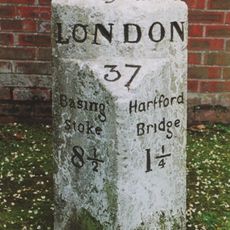 LONDON
37
Basing
stoke
8½
Hartford
Bridge
1¼